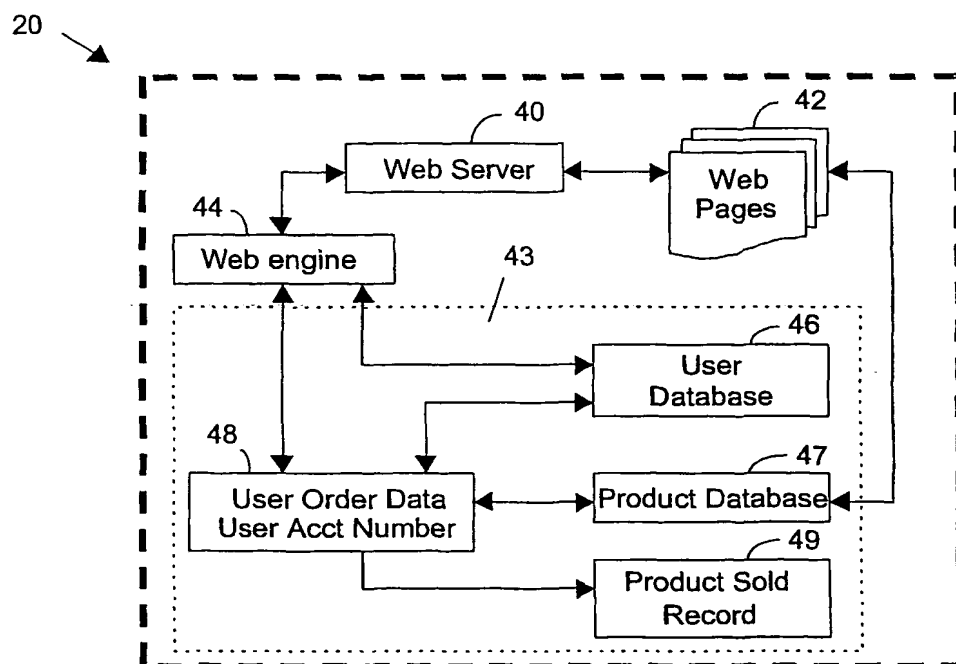 20
40
42
Web Server
Web
Pages
44
Web engine
43
46
User
Database
48
47
User Order Data
User Acct Number
Product Database
49
Product Sold
Record